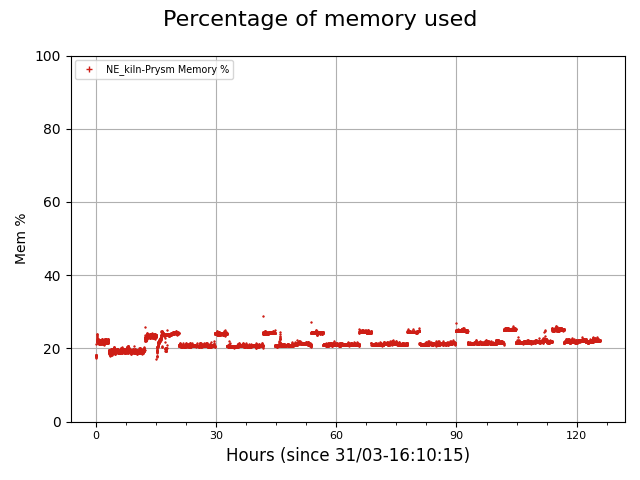 Percentage of memory used
NE_kiln-Prysm Memory %
100
80
60
40
20
0
Mem %
0 30 60 90 120
Hours (since 31/03-16:10:15)